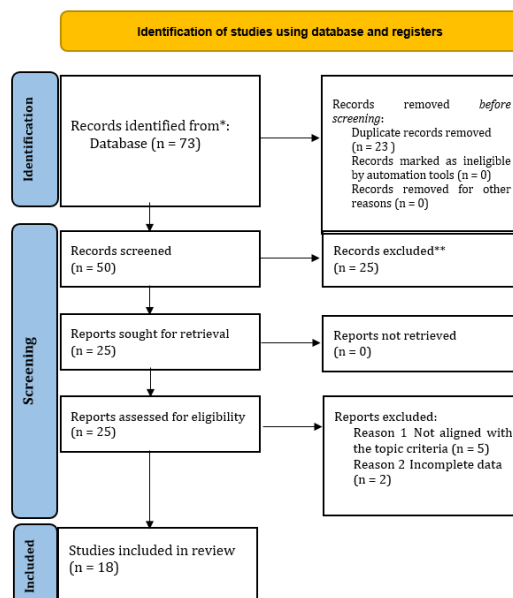 Identification of studies using database and registers
Identification
Records identified from*:
Database (n = 73)
Records removed before
screening:
Duplicate records removed
(n = 23 )
Records marked as ineligible
by automation tools (n = 0)
Records removed for other
reasons (n = 0)
Screening
Records screened
(n = 50)
Records excluded**
(n = 25)
Reports sought for retrieval
(n = 25)
Reports not retrieved
(n = 0)
Reports assessed for eligibility
(n = 25)
Reports excluded:
Reason 1 Not aligned with
the topic criteria (n = 5)
Reason 2 Incomplete data
(n = 2)
Included
Studies included in review
(n = 18)